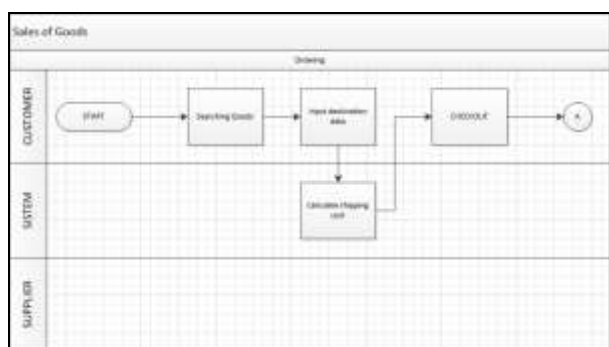 Sales of Goods
Ordering
CUSTOMER
START
Searching Goods
Input destination
data
CHECKOUT
A
SISTEM
Calculate shipping
cost
SUPPLIER